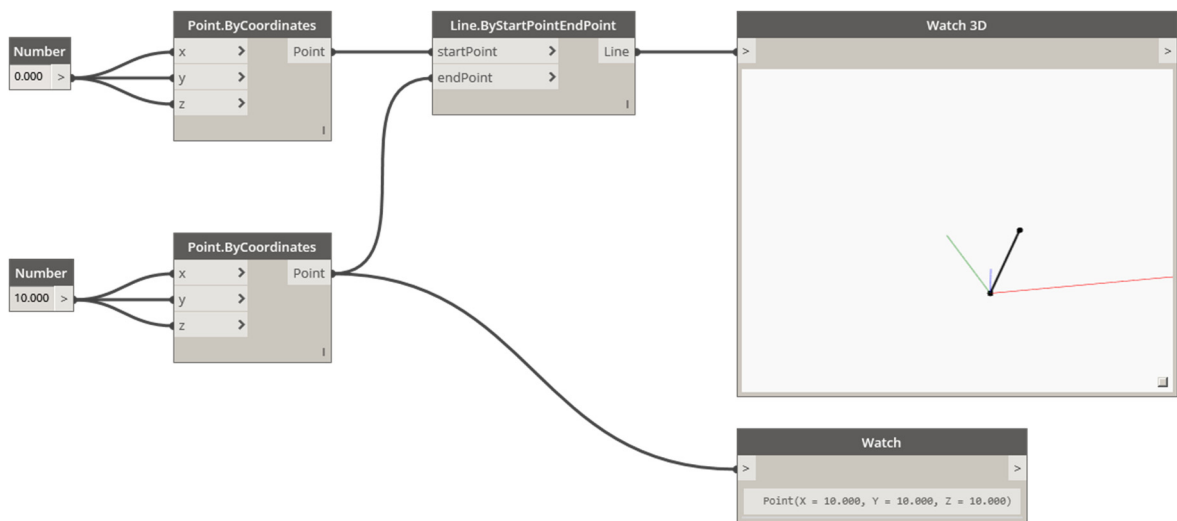 Number
0.000 >
Point.ByCoordinates
x > Point
y >
z >
l
Line.ByStartPointEndPoint
startPoint > Line
endPoint >
l
Watch 3D
> >
Number
10.000 >
Point.ByCoordinates
x > Point
y >
z >
l
Watch
> >
Point(X = 10.000, Y = 10.000, Z = 10.000)